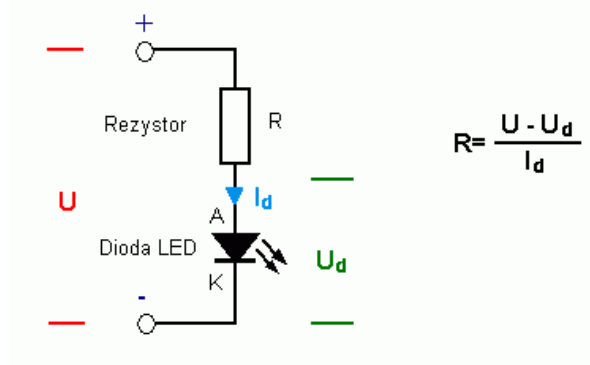 +
Rezystor
R
R= U - Ud
Id
Id
U
A
Dioda LED
Ud
K
-